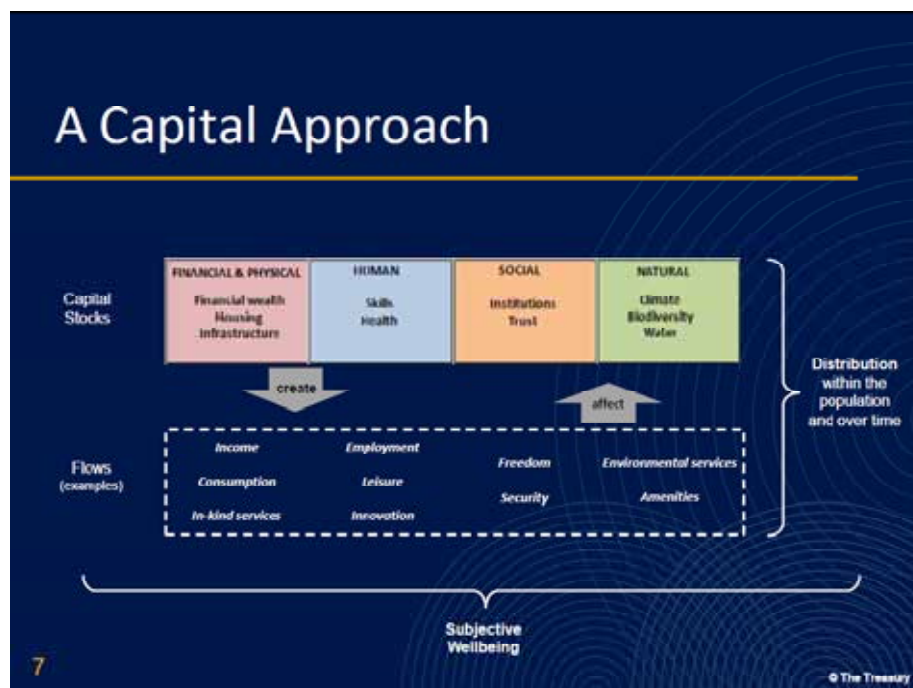 A Capital Approach
Capital
Stocks
FINANCIAL & PHYSICAL
Financial wealth
Housing
Infrastructure
HUMAN
Skills
Health
SOCIAL
Institutions
Trust
NATURAL
Climate
Biodiversity
Water
create
affect
Distribution
within the
population
and over time
Flows
(examples)
Income
Consumption
In-kind services
Employment
Leisure
Innovation
Freedom
Security
Environmental services
Amenities
Subjective
Wellbeing
7
© The Treasury